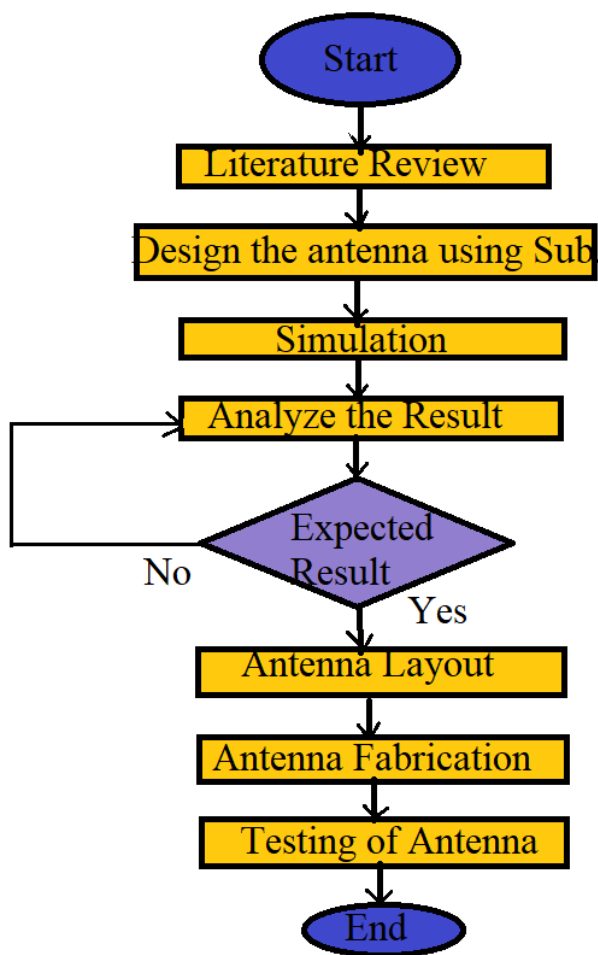 Start
Literature Review
Design the antenna using Sub.
Simulation
Analyze the Result
Expected
Result
No
Yes
Antenna Layout
Antenna Fabrication
Testing of Antenna
End